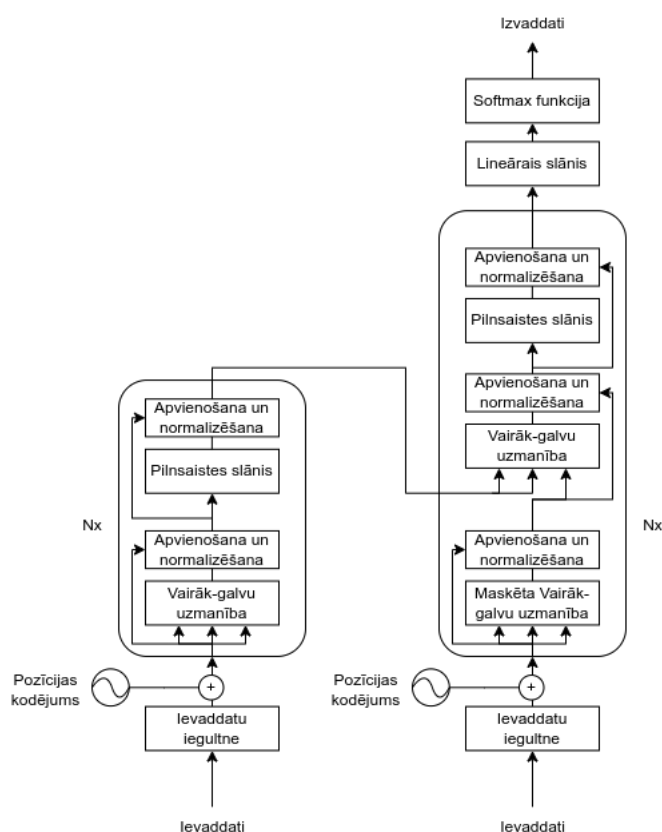 Izvaddati
Softmax funkcija
Lineārais slānis
Apvienošana un
normalizēšana
Pilnsaistes slānis
Apvienošana un
normalizēšana
Vairāk-galvu
uzmanība
Apvienošana un
normalizēšana
Maskēta Vairāk-
galvu uzmanība
Nx
Pozīcijas
kodējums
+
Ievaddatu
iegultne
Ievaddati
Apvienošana un
normalizēšana
Pilnsaistes slānis
Nx
Apvienošana un
normalizēšana
Vairāk-galvu
uzmanība
Pozīcijas
kodējums
+
Ievaddatu
iegultne
Ievaddati